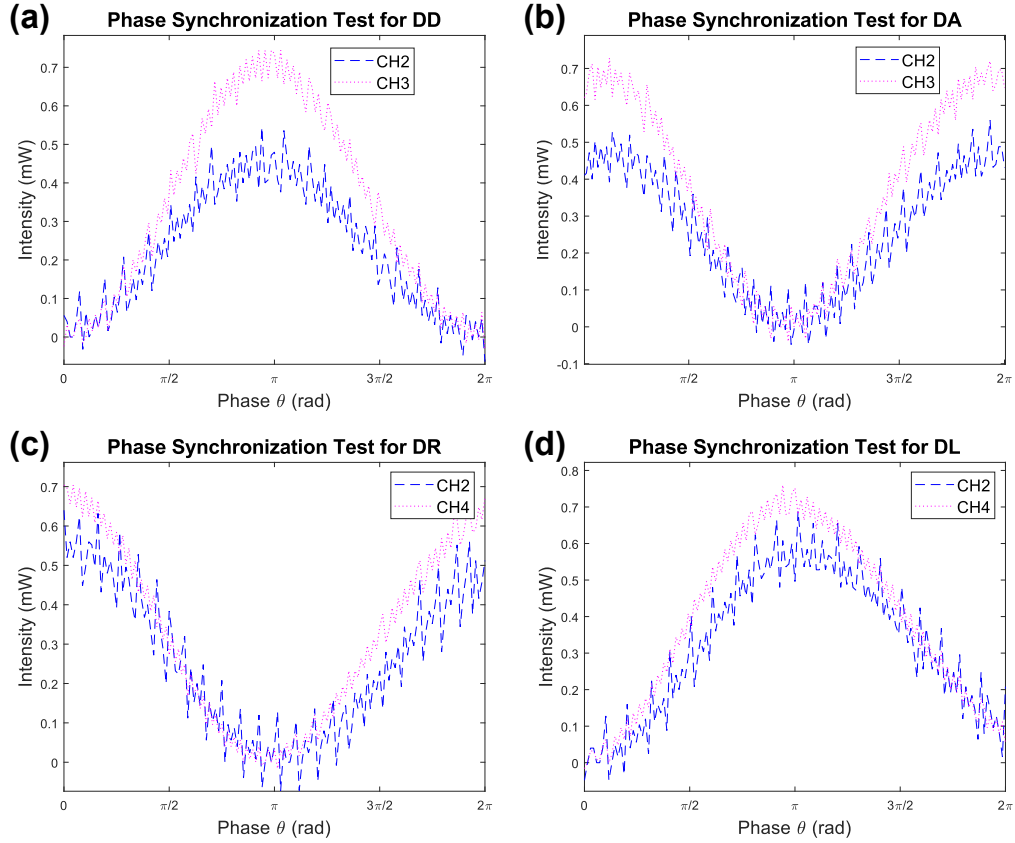 (a)
Phase Synchronization Test for DD
CH2
CH3
0.7
0.6
0.5
0.4
0.3
0.2
0.1
0
Intensity (mW)
0
π/2
π
3π/2
2π
Phase θ (rad)
(b)
Phase Synchronization Test for DA
CH2
CH3
0.7
0.6
0.5
0.4
0.3
0.2
0.1
0
-0.1
Intensity (mW)
π/2
π
3π/2
2π
Phase θ (rad)
(c)
Phase Synchronization Test for DR
CH2
CH4
0.7
0.6
0.5
0.4
0.3
0.2
0.1
0
Intensity (mW)
0
π/2
π
3π/2
2π
Phase θ (rad)
(d)
Phase Synchronization Test for DL
CH2
CH4
0.8
0.7
0.6
0.5
0.4
0.3
0.2
0.1
0
Intensity (mW)
0
π/2
π
3π/2
2π
Phase θ (rad)